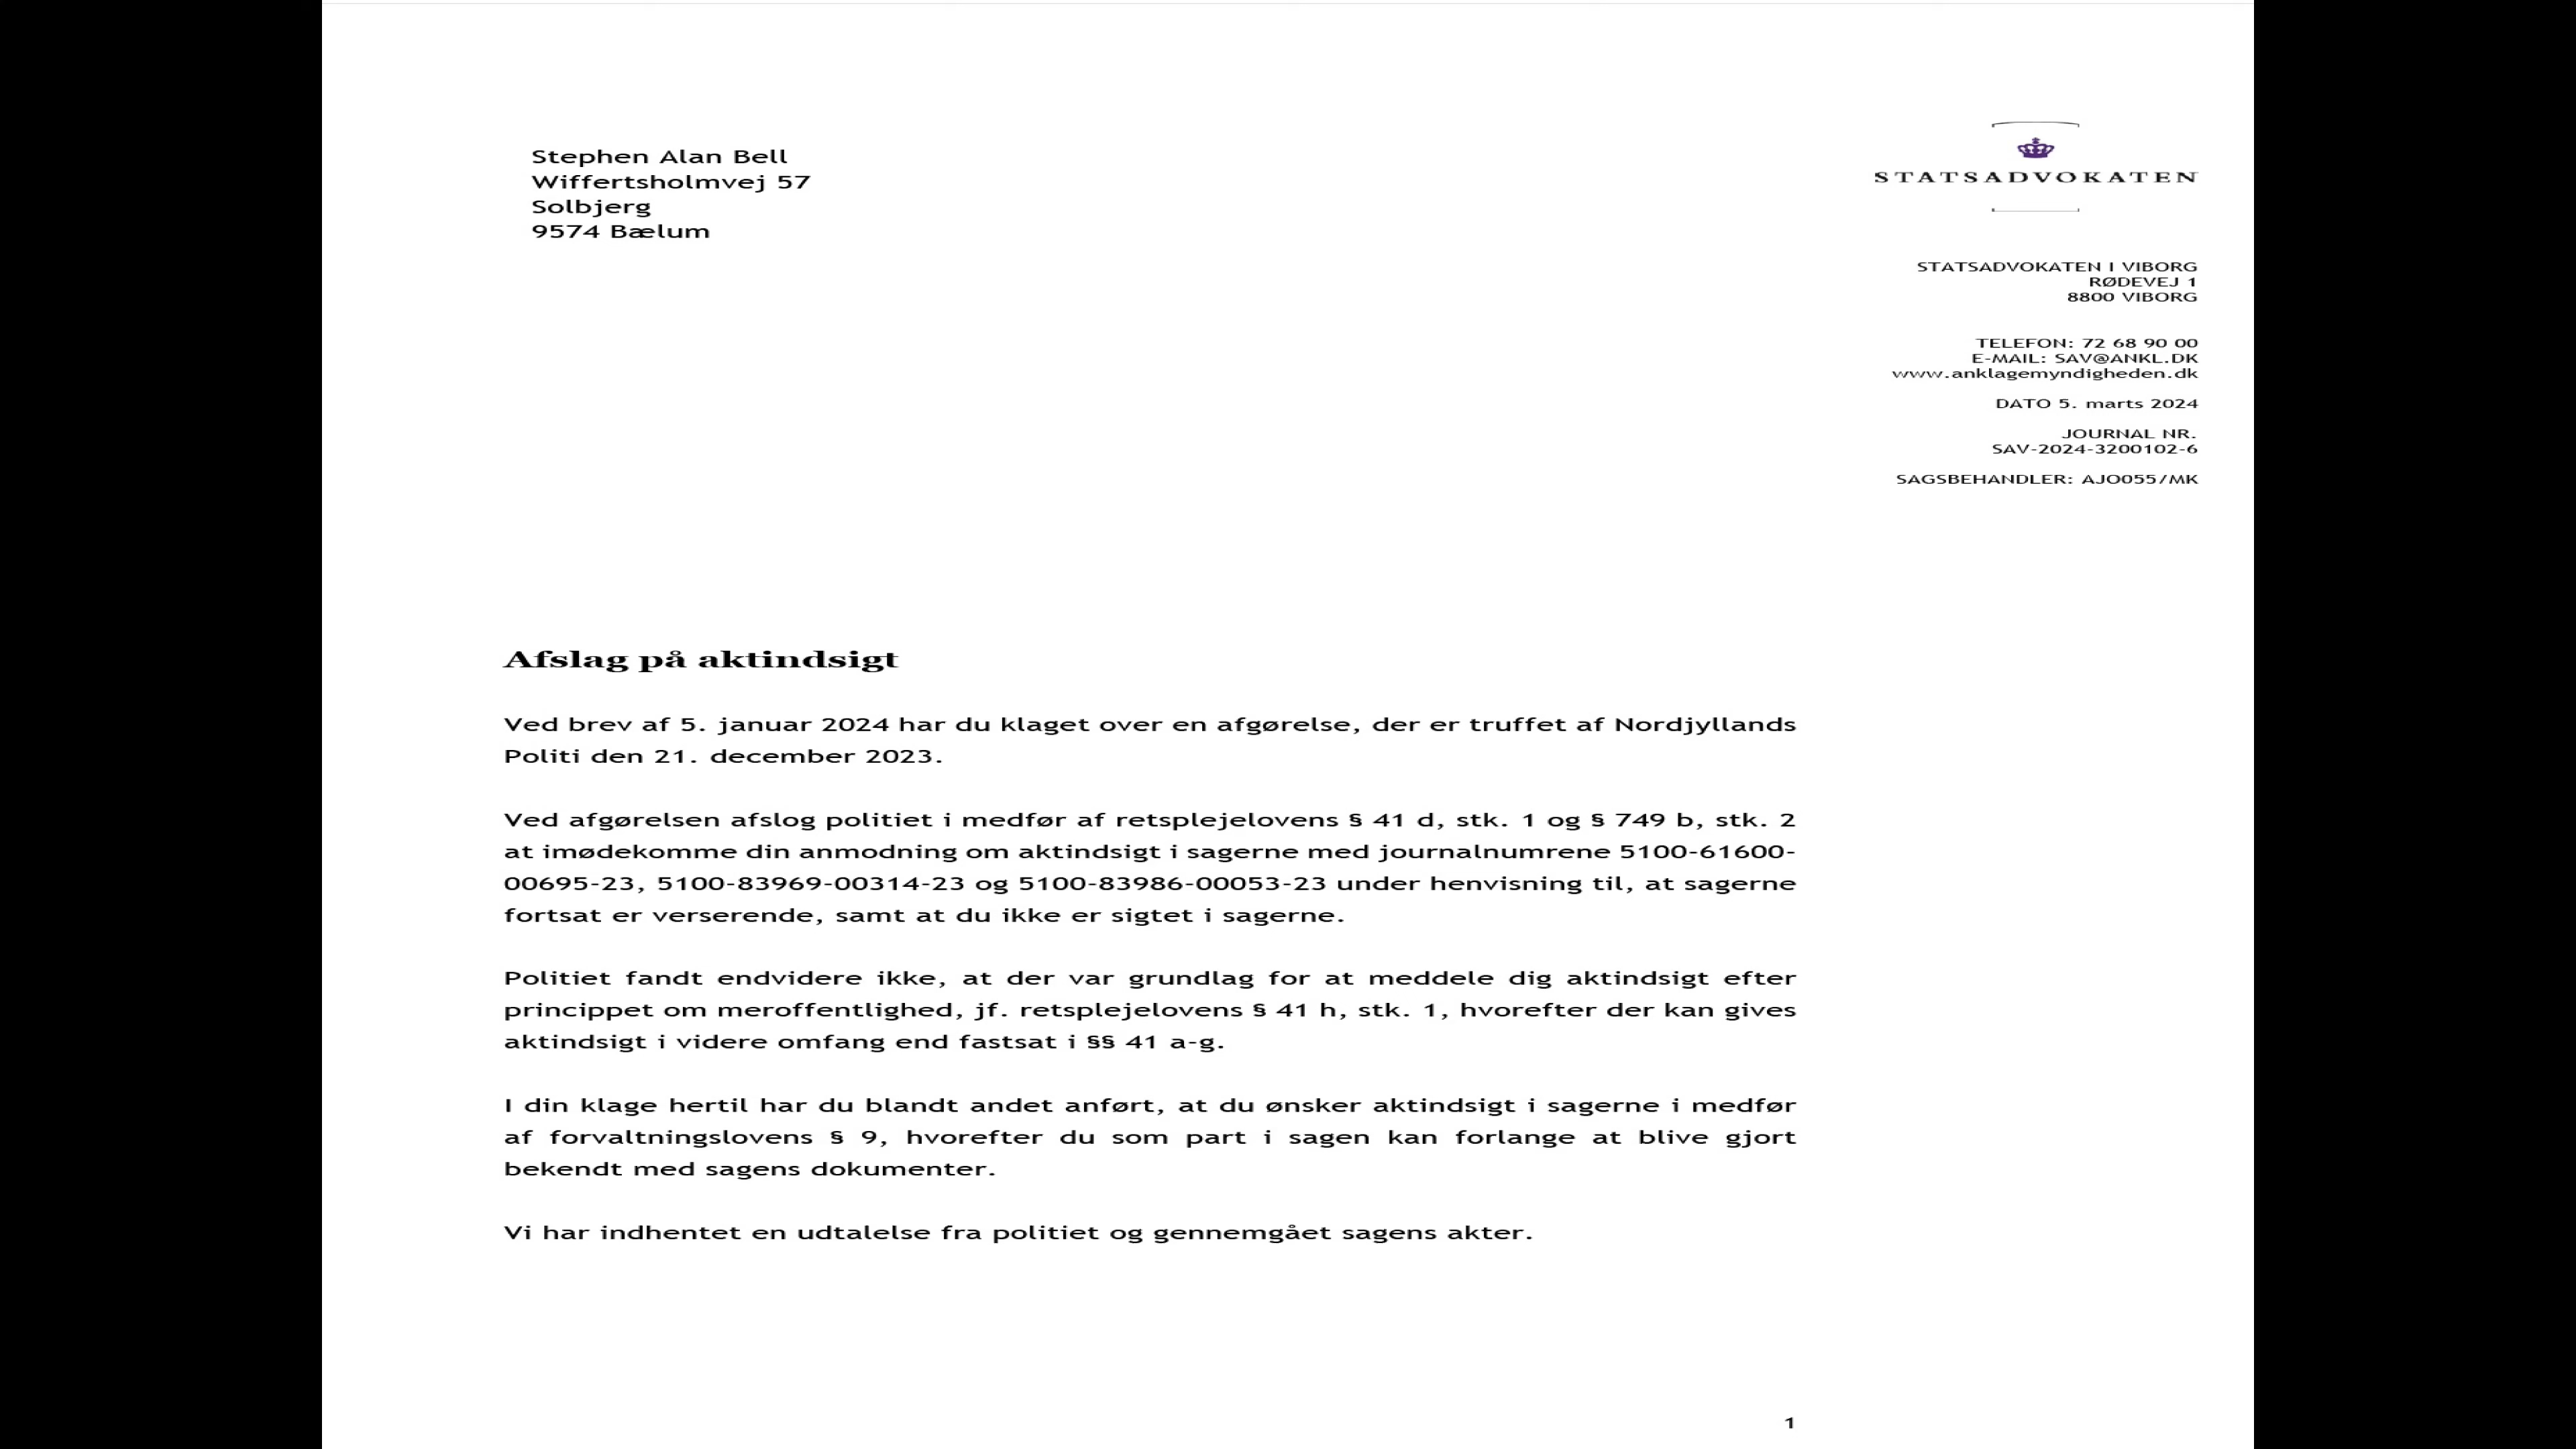 Stephen Alan Bell
Wiffertsholmvej 57
Solbjerg
9574 Bælum
STATSADVOKATEN
STATSADVOKATEN I VIBORG
RØDEVEJ 1
8800 VIBORG
TELEFON: 72 68 90 00
E-MAIL: SAV@ANKL.DK
www.anklagemyndigheden.dk
DATO 5. marts 2024
JOURNAL NR.
SAV-2024-3200102-6
SAGSBEHANDLER: AJO055/MK
Afslag på aktindsigt
Ved brev af 5. januar 2024 har du klaget over en afgørelse, der er truffet af Nordjyllands
Politi den 21. december 2023.
Ved afgørelsen afslog politiet i medfør af retsplejelovens § 41 d, stk. 1 og § 749 b, stk. 2
at imødekomme din anmodning om aktindsigt i sagerne med journalnumrene 5100-61600-
00695-23, 5100-83969-00314-23 og 5100-83986-00053-23 under henvisning til, at sagerne
fortsat er verserende, samt at du ikke er sigtet i sagerne.
Politiet fandt endvidere ikke, at der var grundlag for at meddele dig aktindsigt efter
princippet om meroffentlighed, jf. retsplejelovens § 41 h, stk. 1, hvorefter der kan gives
aktindsigt i videre omfang end fastsat i §§ 41 a-g.
I din klage hertil har du blandt andet anført, at du ønsker aktindsigt i sagerne i medfør
af forvaltningslovens § 9, hvorefter du som part i sagen kan forlange at blive gjort
bekendt med sagens dokumenter.
Vi har indhentet en udtalelse fra politiet og gennemgået sagens akter.
1